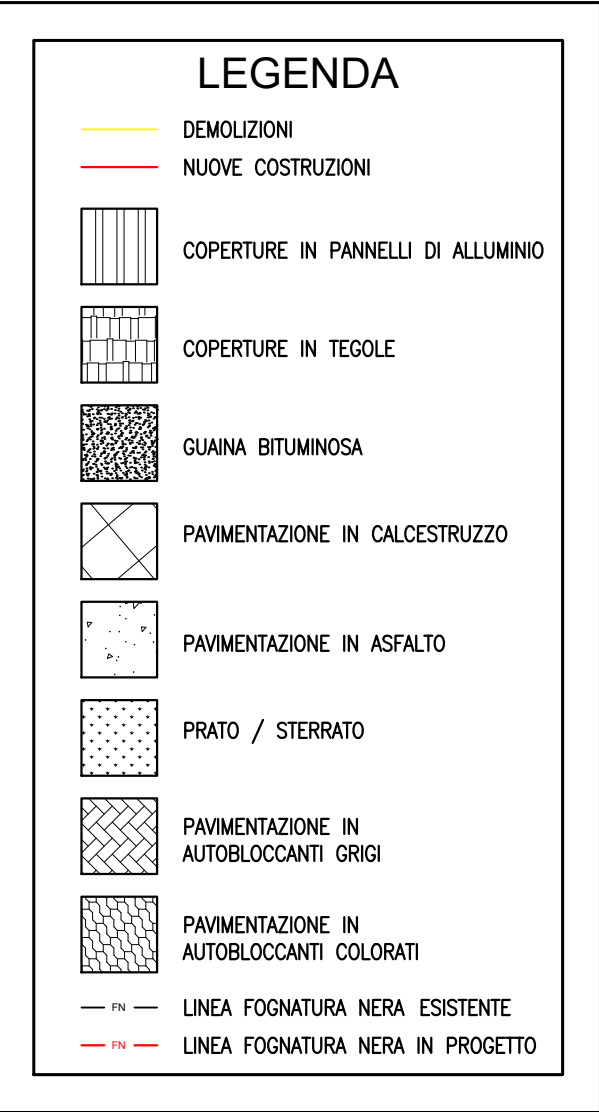 LEGENDA
DEMOLIZIONI
NUOVE COSTRUZIONI
COPERTURE IN PANNELLI DI ALLUMINIO
COPERTURE IN TEGOLE
GUAINA BITUMINOSA
PAVIMENTAZIONE IN CALCESTRUZZO
PAVIMENTAZIONE IN ASFALTO
PRATO / STERRATO
PAVIMENTAZIONE IN
AUTOBLOCCANTI GRIGI
PAVIMENTAZIONE IN
AUTOBLOCCANTI COLORATI
FN LINEA FOGNATURA NERA ESISTENTE
FN LINEA FOGNATURA NERA IN PROGETTO